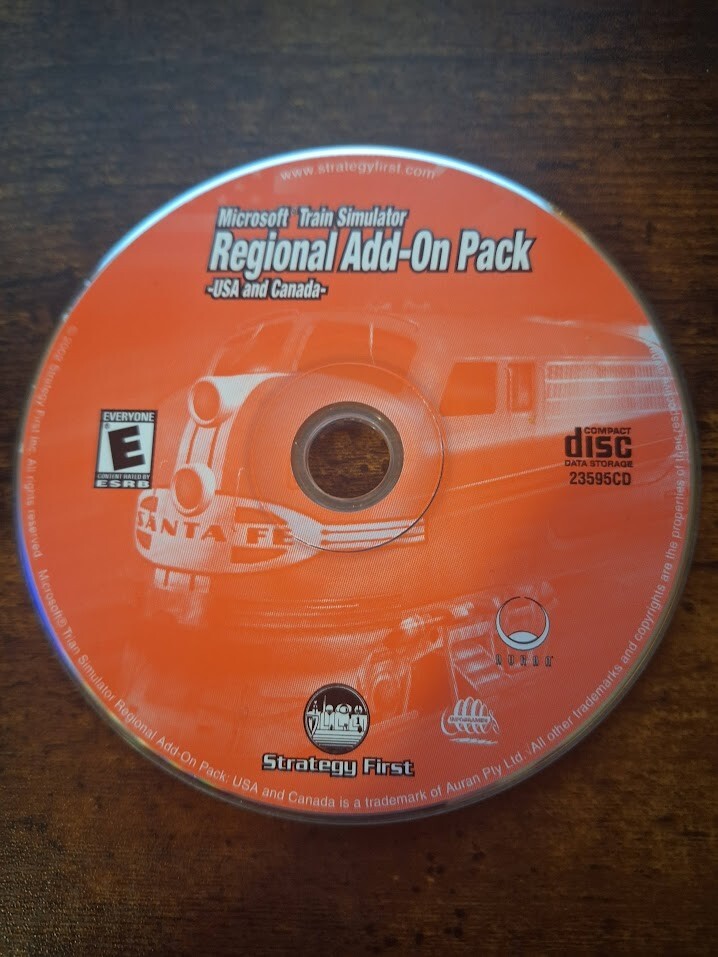 www.strategyfirst.com
Microsoft Train Simulator
Regional Add-On Pack
-USA and Canada-
EVERYONE
E
CONTENT RATED BY
ESRB
COMPACT
disc
DATA STORAGE
23595CD
SANTA FE
AURAN
Strategy First
Strategy First Inc. All rights reserved. Microsoft® Train Simulator Regional Add-On Pack: USA and Canada is a trademark of Auran Pty Ltd. All other trademarks and copyrights are the properties of their respective